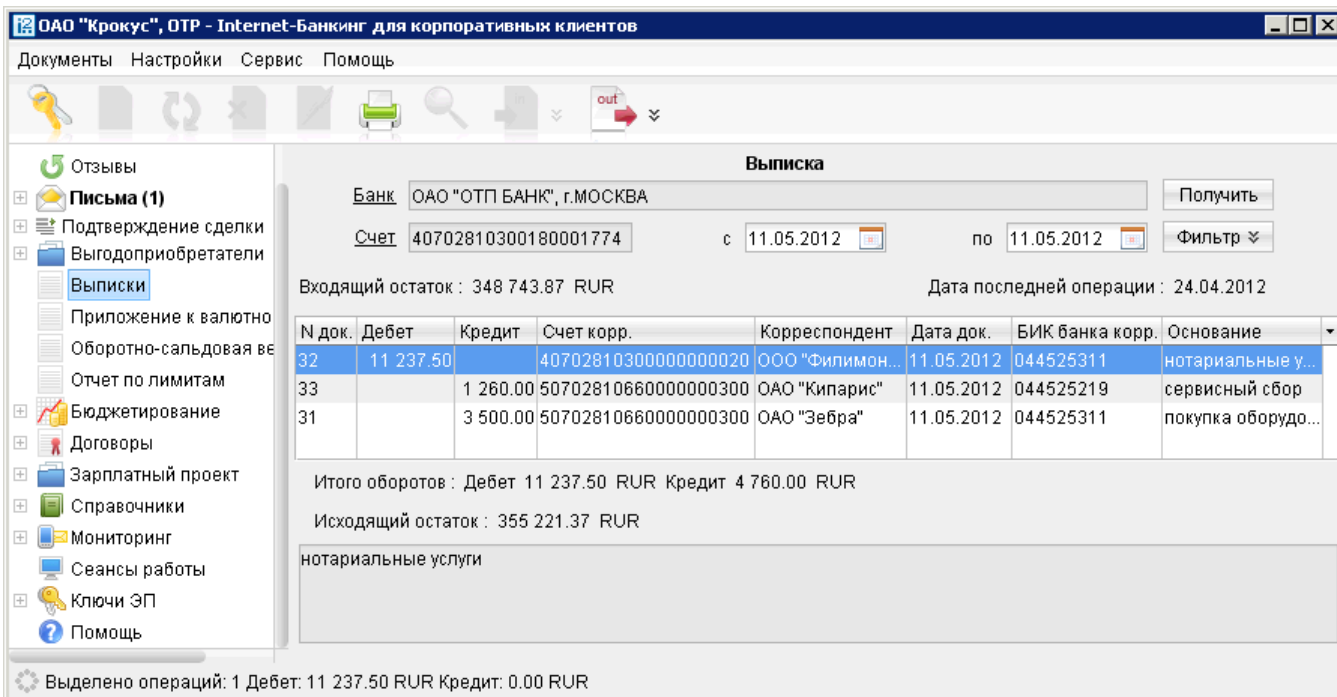 ОАО "Крокус", OTP - Internet-Банкинг для корпоративных клиентов
Документы Настройки Сервис Помощь
in out
Отзывы
Письма (1)
Подтверждение сделки
Выгодоприобретатели
Выписки
Приложение к валютно
Оборотно-сальдовая ве
Отчет по лимитам
Бюджетирование
Договоры
Зарплатный проект
Справочники
Мониторинг
Сеансы работы
Ключи ЭП
Помощь
Выписка
Банк ОАО "ОТП БАНК", г.МОСКВА Получить
Счет 40702810300180001774 с 11.05.2012 по 11.05.2012 Фильтр
Входящий остаток : 348 743.87 RUR Дата последней операции : 24.04.2012
N док. Дебет Кредит Счет корр. Корреспондент Дата док. БИК банка корр. Основание
32 11 237.50 40702810300000000020 ООО "Филимон... 11.05.2012 044525311 нотариальные у...
33 1 260.00 50702810660000000300 ОАО "Кипарис" 11.05.2012 044525219 сервисный сбор
31 3 500.00 50702810660000000300 ОАО "Зебра" 11.05.2012 044525311 покупка оборудо...
Итого оборотов : Дебет 11 237.50 RUR Кредит 4 760.00 RUR
Исходящий остаток : 355 221.37 RUR
нотариальные услуги
Выделено операций: 1 Дебет: 11 237.50 RUR Кредит: 0.00 RUR